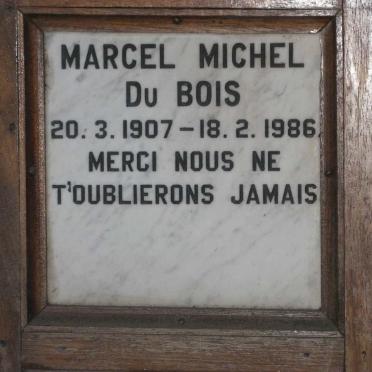 MARCEL MICHEL
Du BOIS
20. 3. 1907 – 18. 2. 1986.
MERCI NOUS NE
T'OUBLIERONS JAMAIS